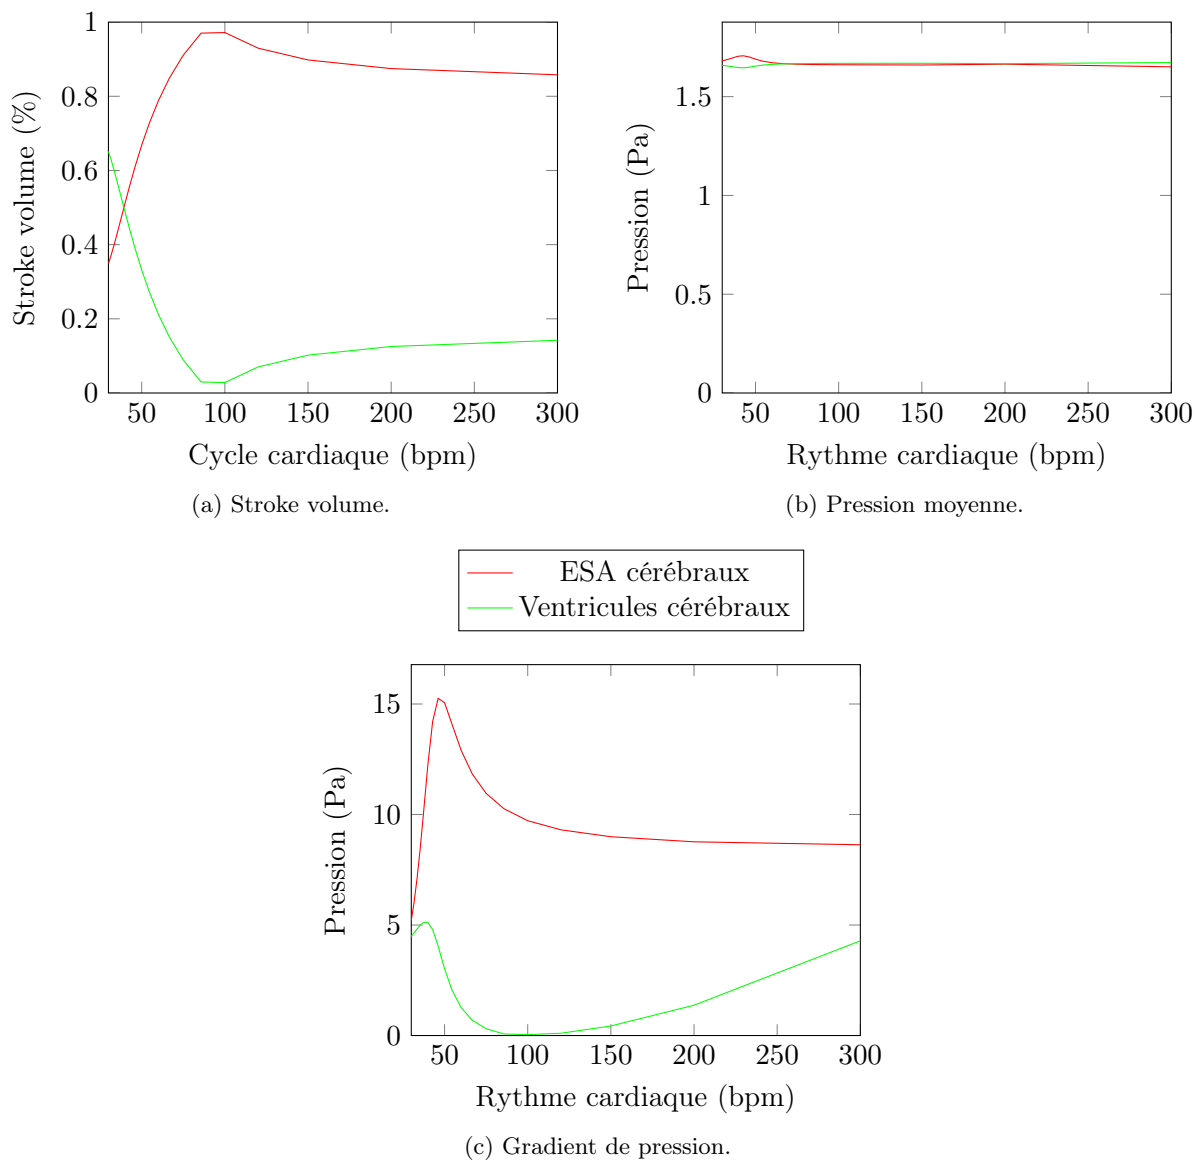 1
0.8
0.6
0.4
0.2
0
50 100 150 200 250 300
Stroke volume (%)
Cycle cardiaque (bpm)
(a) Stroke volume.
1.5
1
0.5
0
50 100 150 200 250 300
Pression (Pa)
Rythme cardiaque (bpm)
(b) Pression moyenne.
ESA cérébraux
Ventricules cérébraux
15
10
5
0
50 100 150 200 250 300
Pression (Pa)
Rythme cardiaque (bpm)
(c) Gradient de pression.